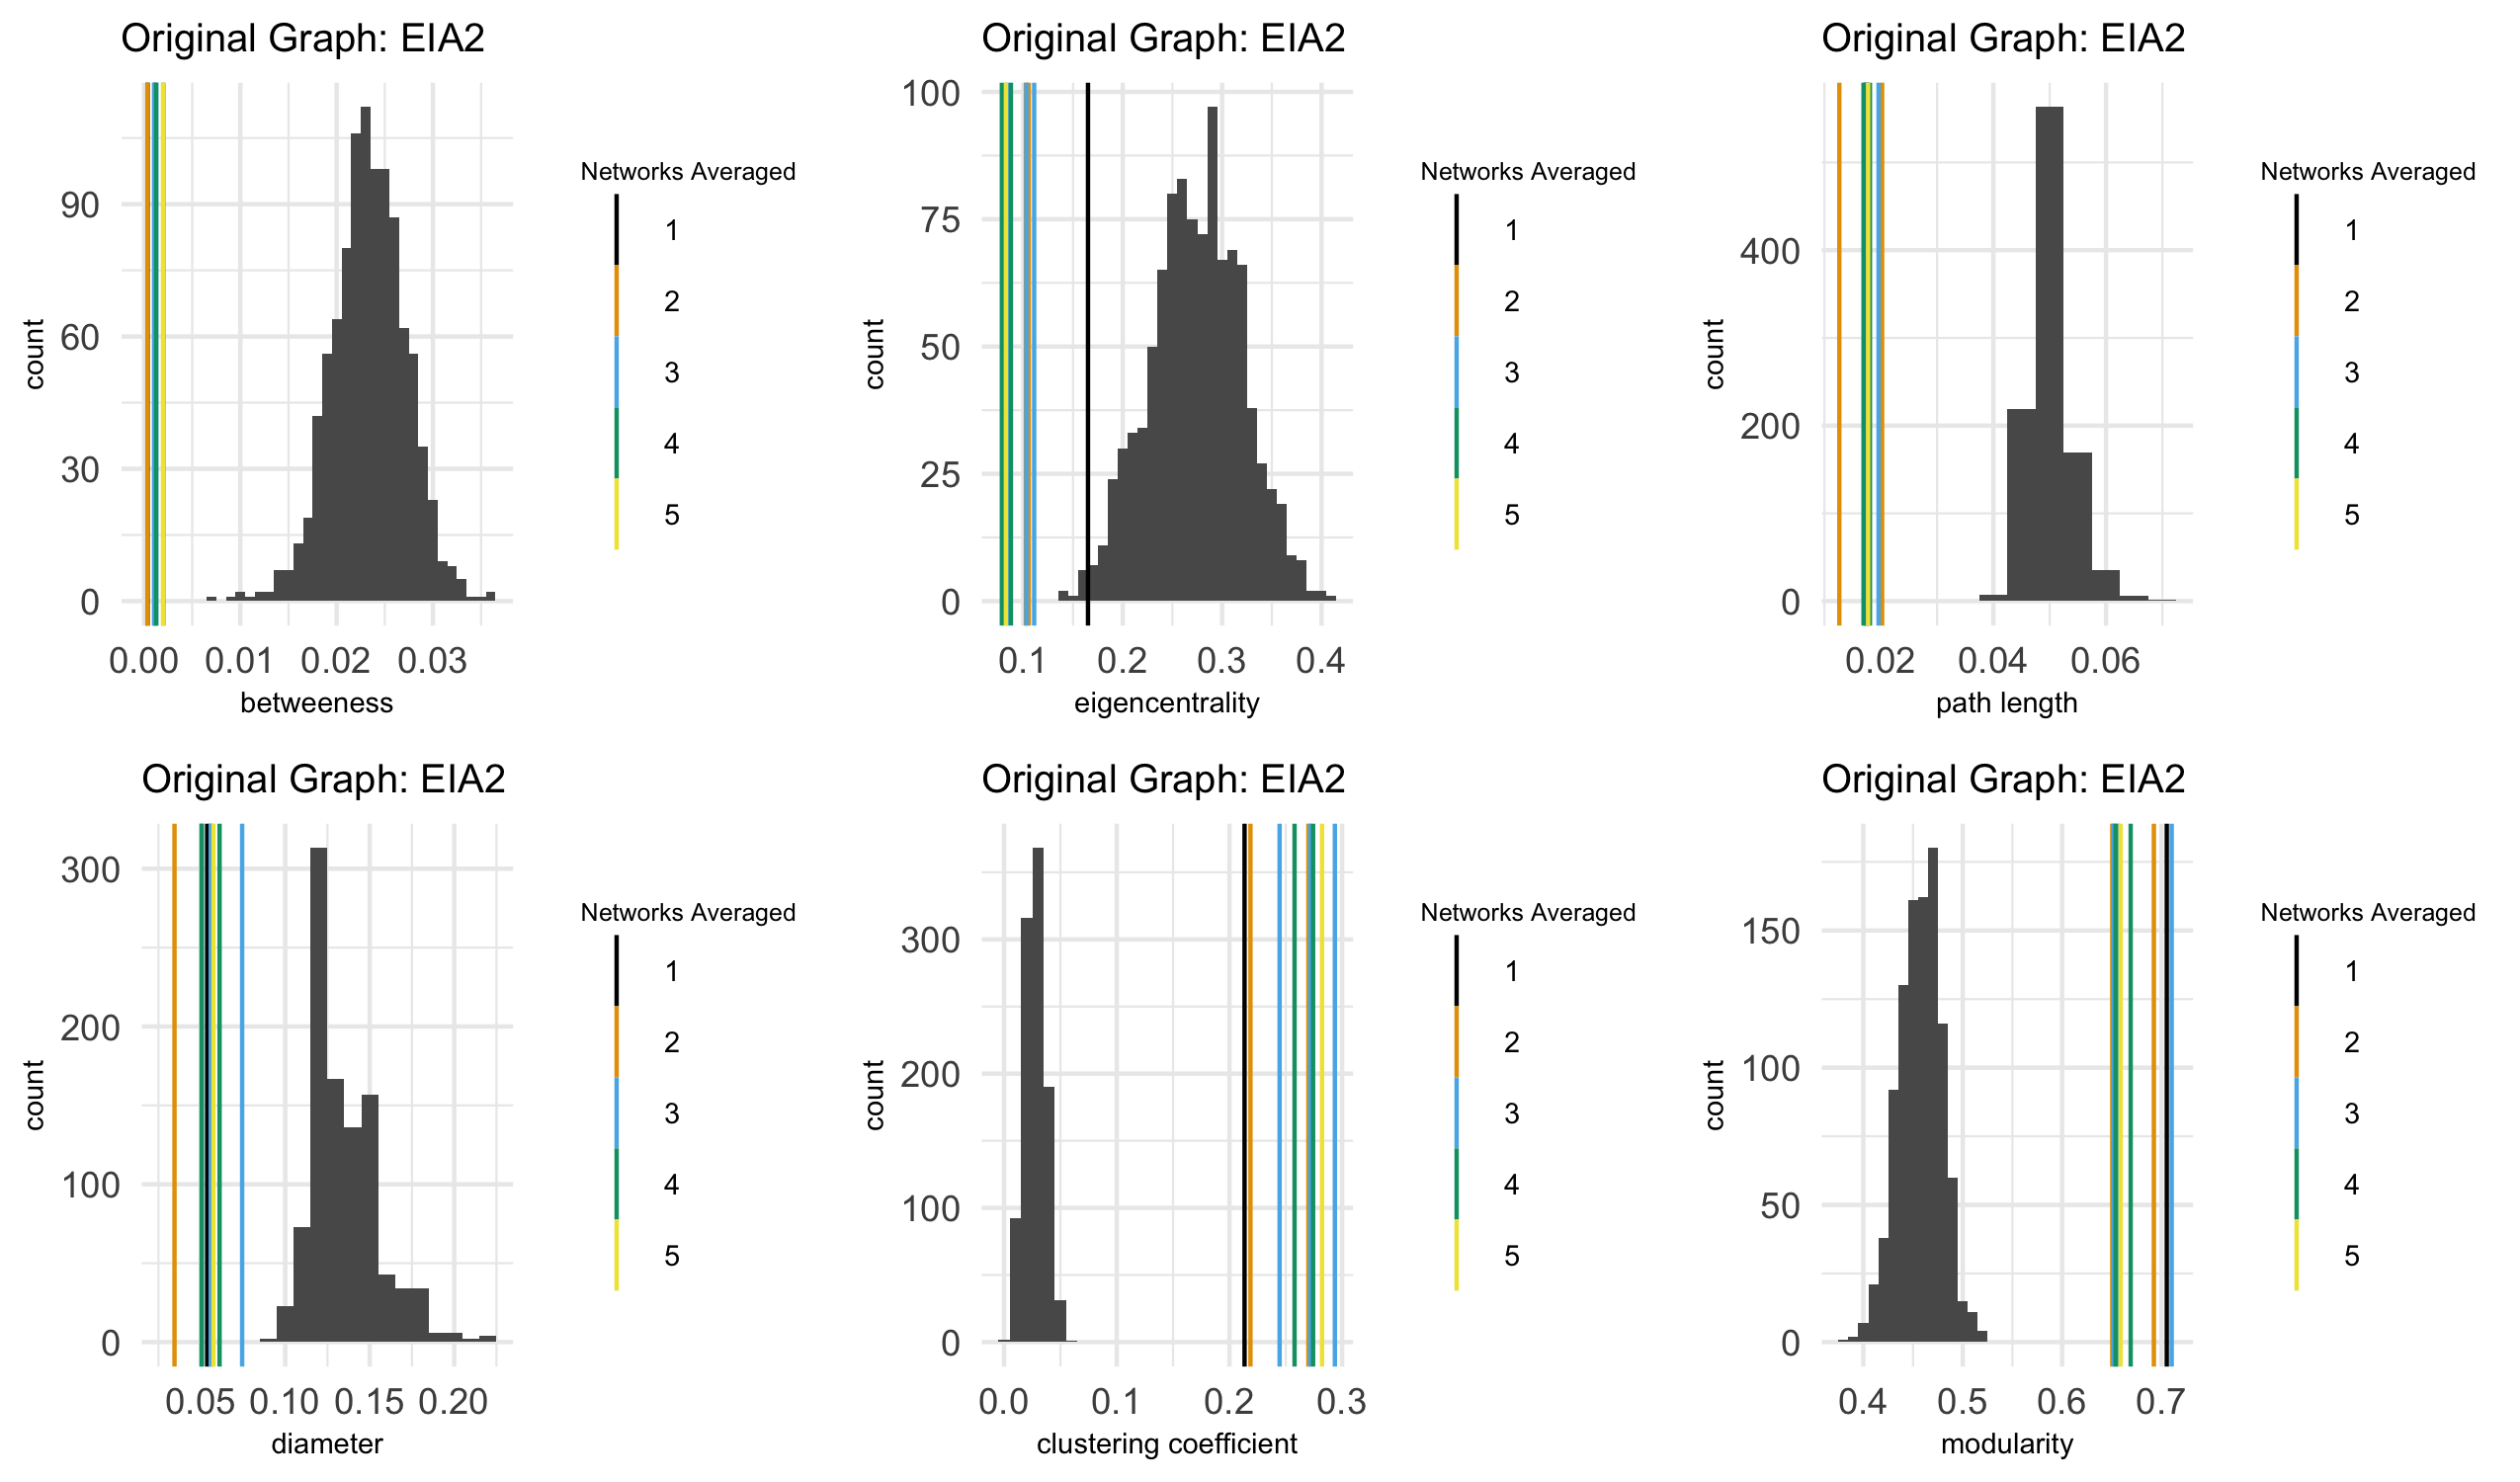 Original Graph: EIA2
count
90
60
30
0
0.00 0.01 0.02 0.03
betweeness
Networks Averaged
1
2
3
4
5
Original Graph: EIA2
count
100
75
50
25
0
0.1 0.2 0.3 0.4
eigencentrality
Networks Averaged
1
2
3
4
5
Original Graph: EIA2
count
400
200
0
0.02 0.04 0.06
path length
Networks Averaged
1
2
3
4
5
Original Graph: EIA2
count
300
200
100
0
0.05 0.10 0.15 0.20
diameter
Networks Averaged
1
2
3
4
5
Original Graph: EIA2
count
300
200
100
0
0.0 0.1 0.2 0.3
clustering coefficient
Networks Averaged
1
2
3
4
5
Original Graph: EIA2
count
150
100
50
0
0.4 0.5 0.6 0.7
modularity
Networks Averaged
1
2
3
4
5